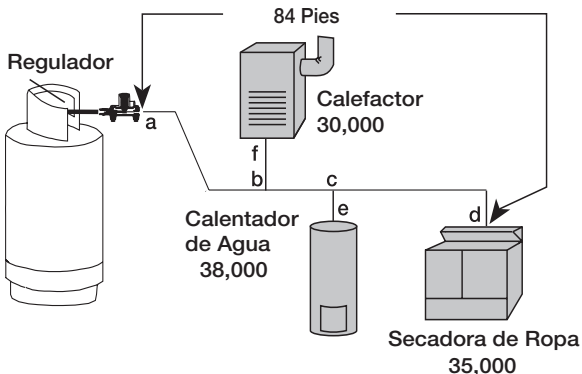 84 Pies
Regulador
a
Calefactor
30,000
f
b
c
Calentador
de Agua
38,000
e
d
Secadora de Ropa
35,000